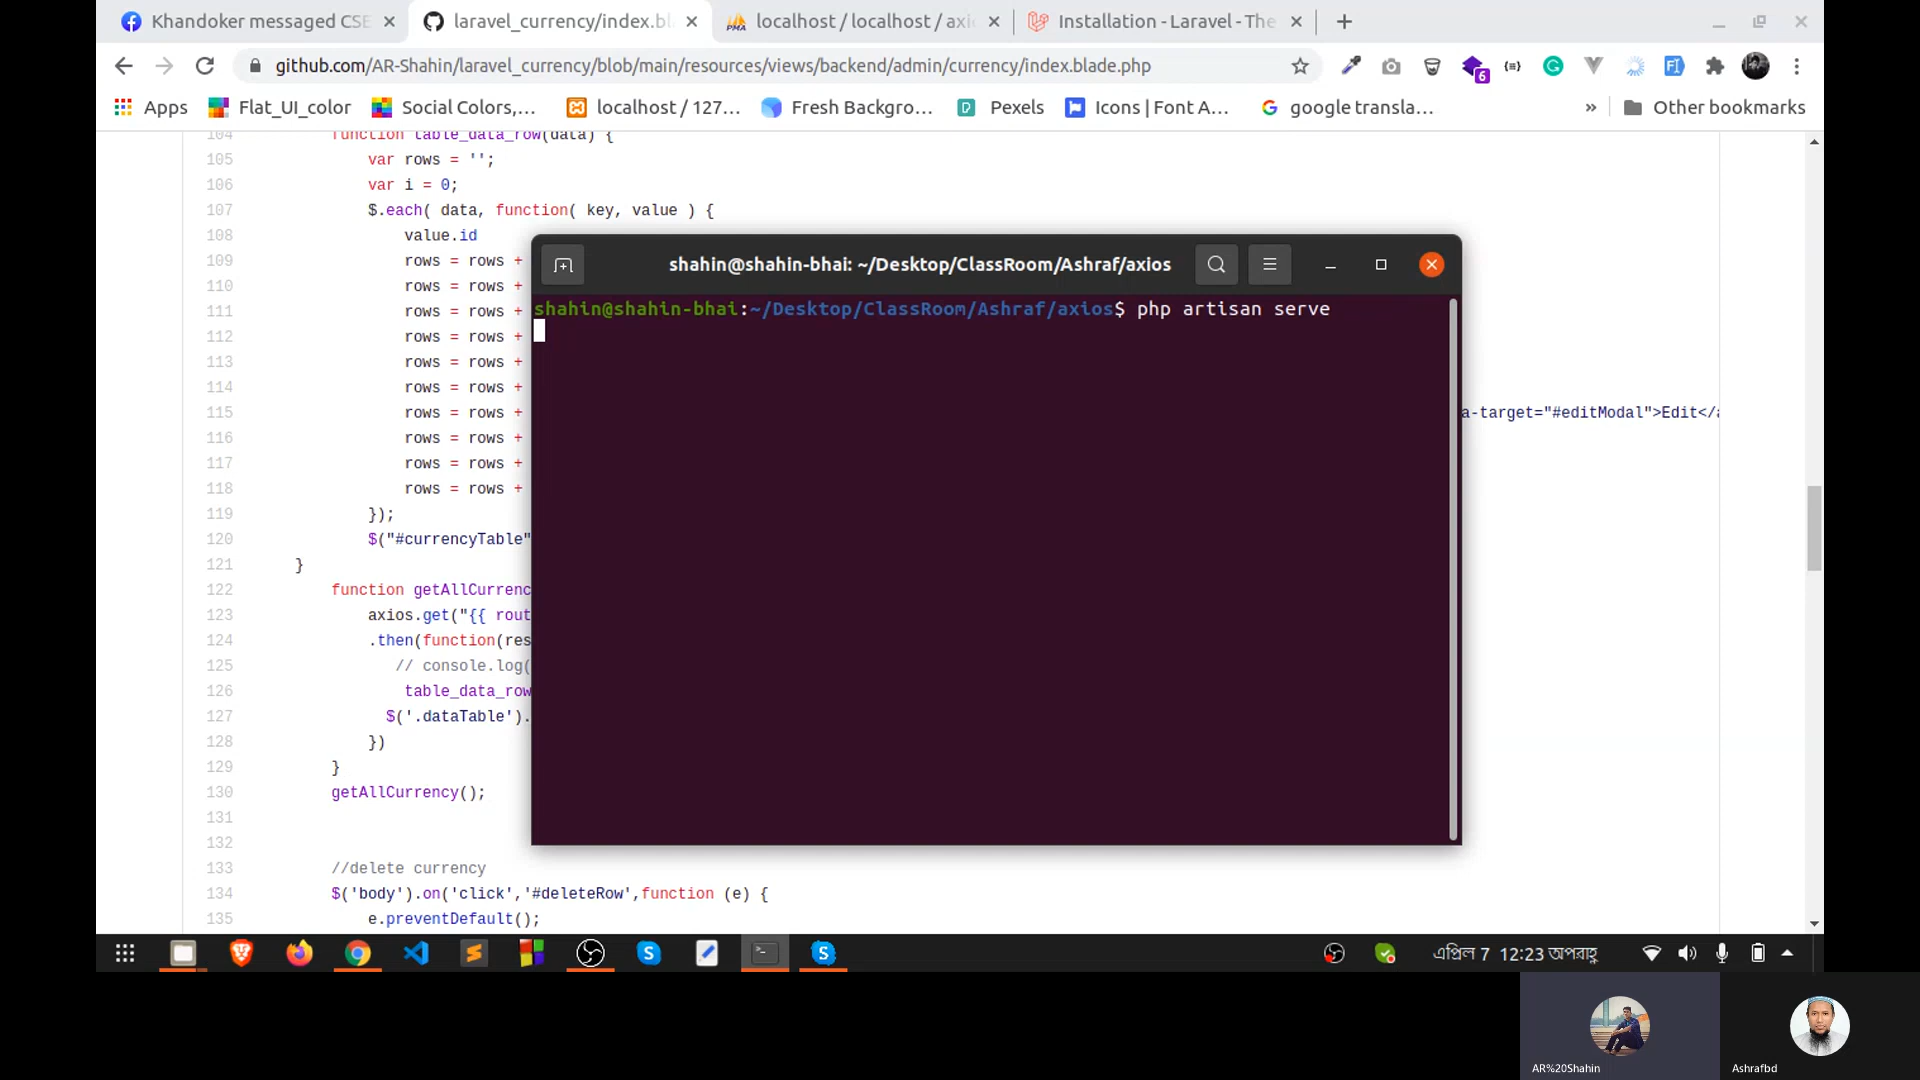 Khandoker messaged CSE
laravel_currency/index.bl
localhost / localhost / axi
Installation - Laravel - The
github.com/AR-Shahin/laravel_currency/blob/main/resources/views/backend/admin/currency/index.blade.php
6
Apps
Flat_UI_color
Social Colors,...
localhost / 127...
Fresh Backgro...
Pexels
Icons | Font A...
google transla...
»
Other bookmarks
104 function table_data_row(data) {
105 var rows = '';
106 var i = 0;
107 $.each( data, function( key, value ) {
108 value.id
109 rows = rows +
110 rows = rows +
111 rows = rows +
112 rows = rows +
113 rows = rows +
114 rows = rows +
115 rows = rows + a-target="#editModal">Edit</a
116 rows = rows +
117 rows = rows +
118 rows = rows +
119 });
120 $("#currencyTable"
121 }
122 function getAllCurrenc
123 axios.get("{{ rout
124 .then(function(res
125 // console.log(
126 table_data_row
127 $('.dataTable').
128 })
129 }
130 getAllCurrency();
131
132
133 //delete currency
134 $('body').on('click','#deleteRow',function (e) {
135 e.preventDefault();
shahin@shahin-bhai: ~/Desktop/ClassRoom/Ashraf/axios
shahin@shahin-bhai:~/Desktop/ClassRoom/Ashraf/axios$ php artisan serve
এপ্রিল 7 12:23 অপরাহ্ণ
AR%20Shahin
Ashrafbd